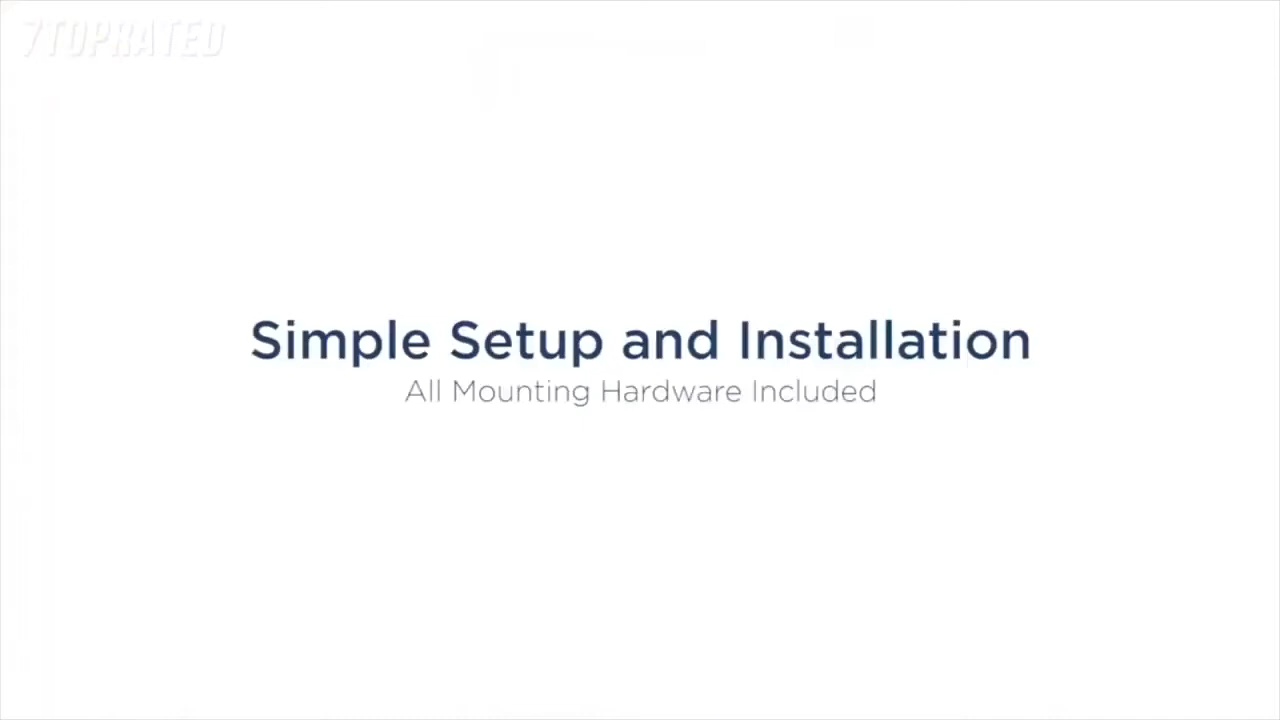 7TOPRATED
Simple Setup and Installation
All Mounting Hardware Included